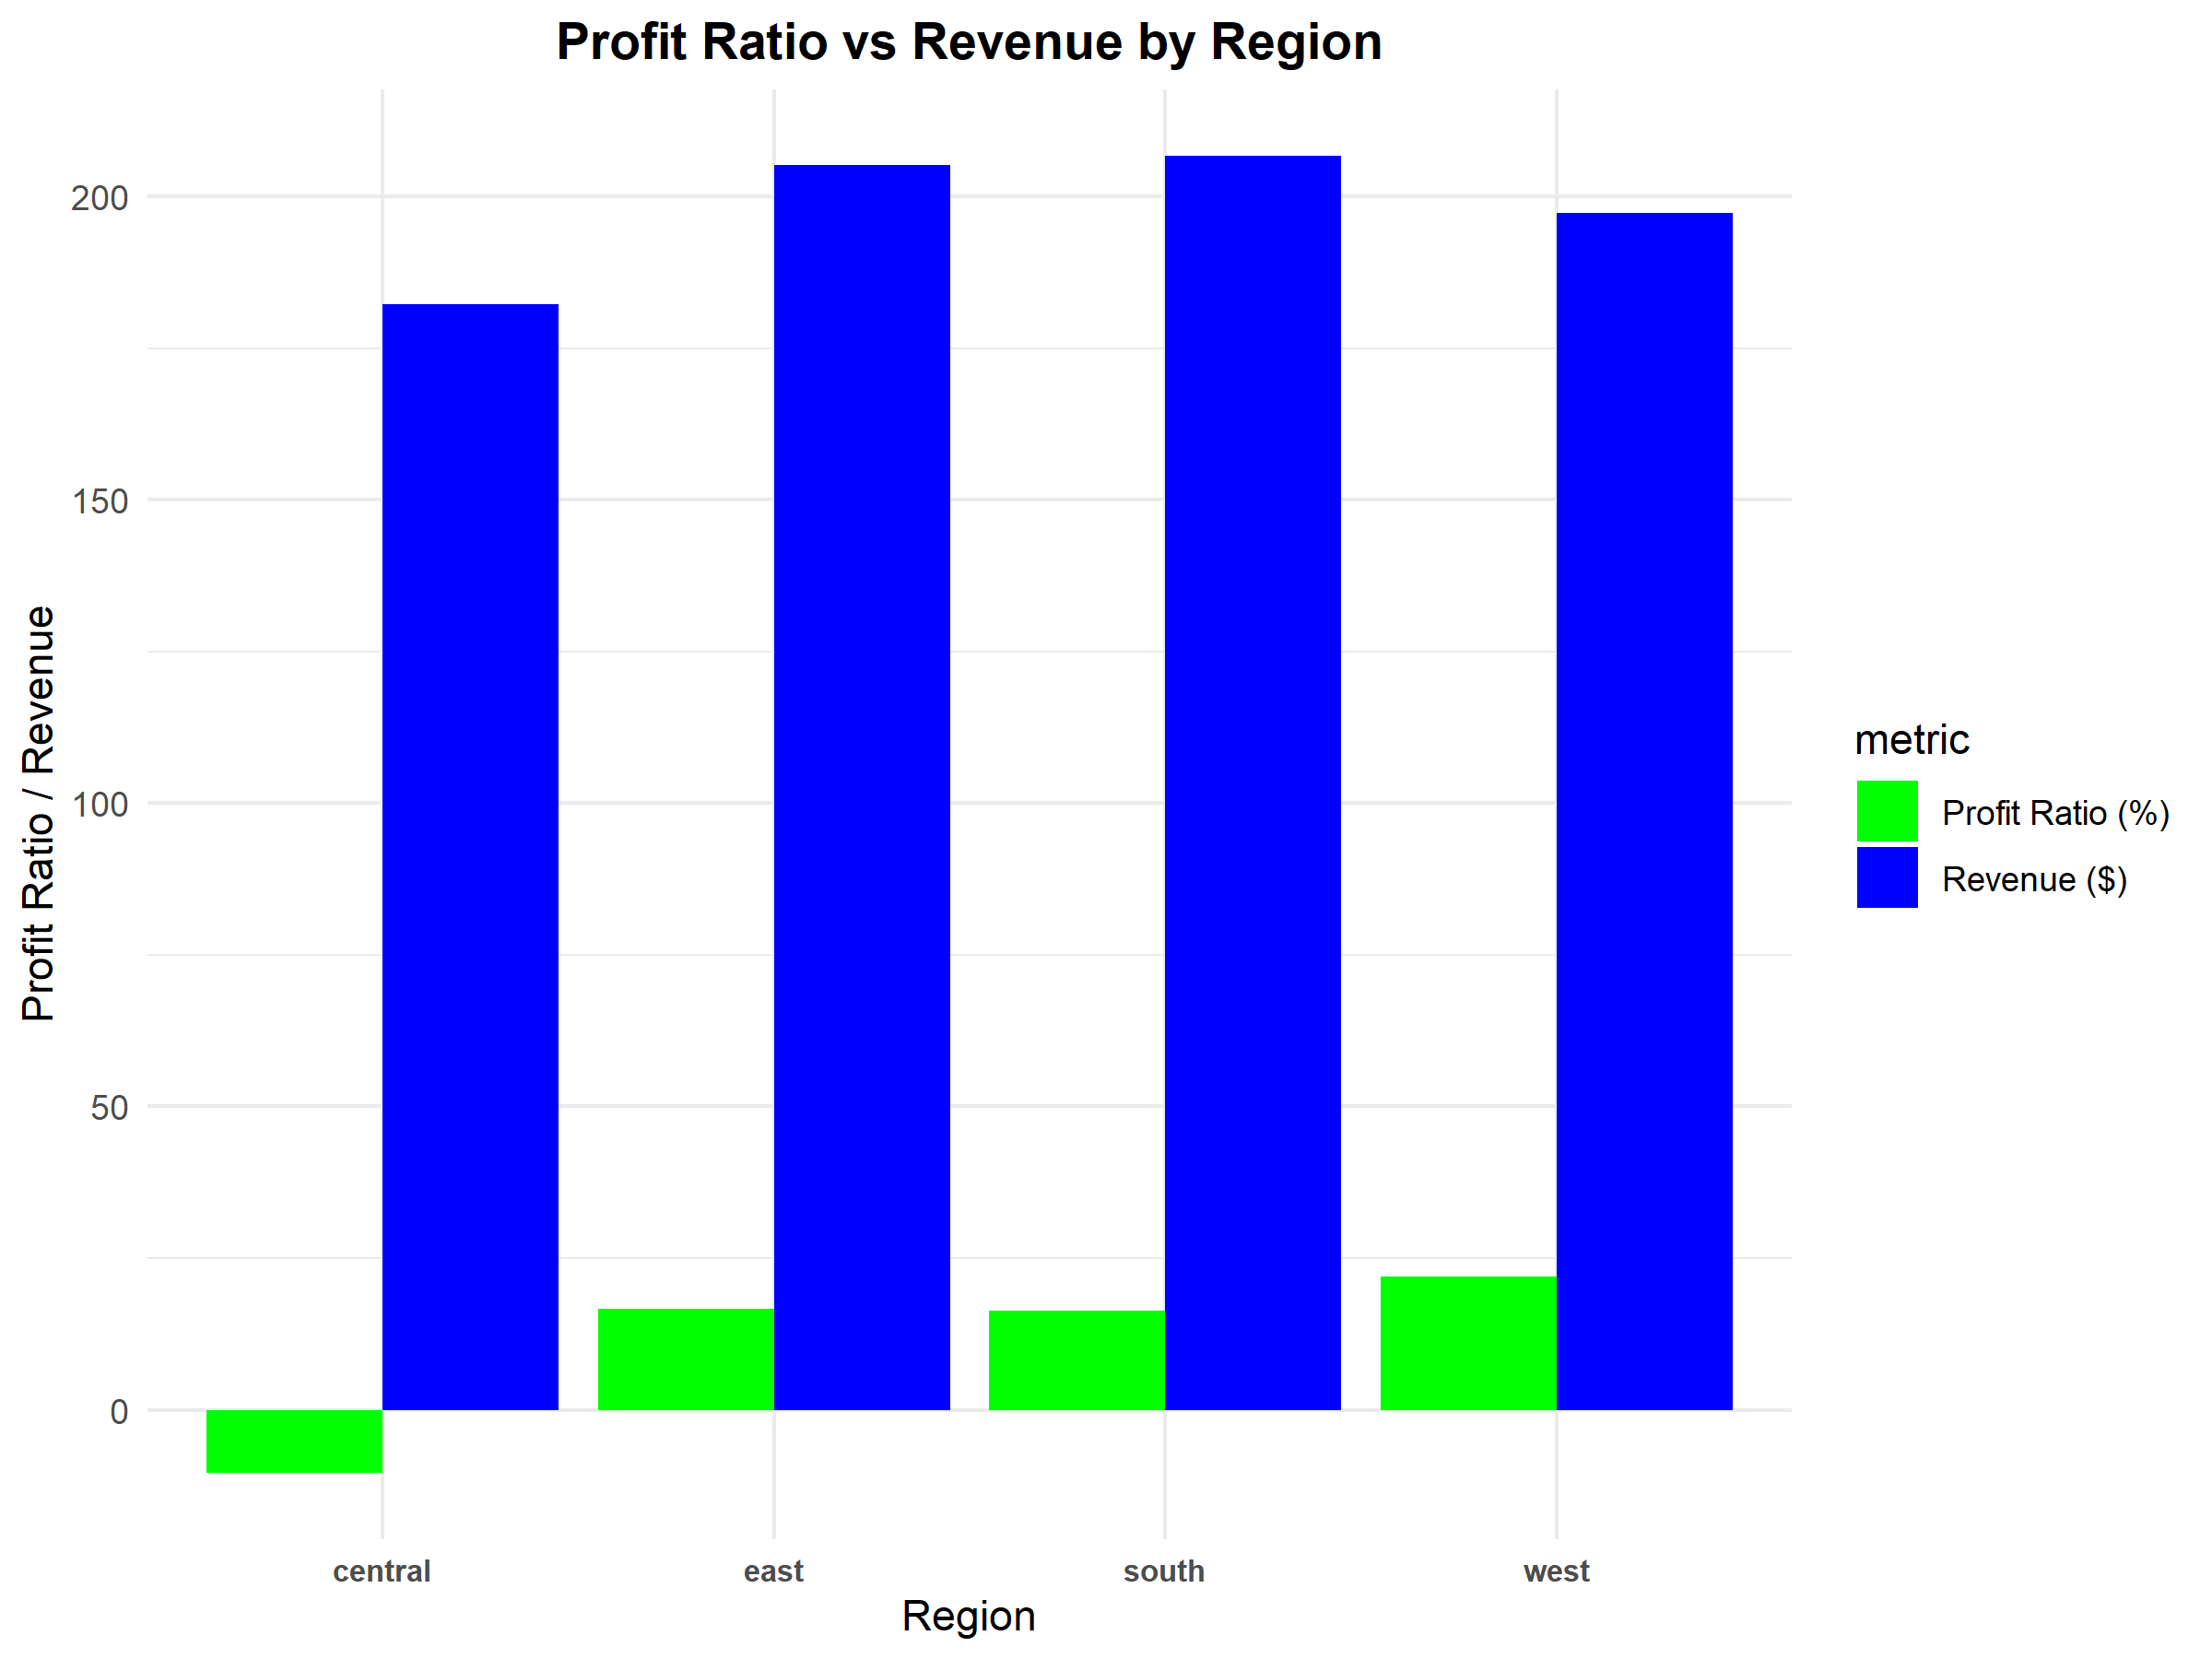 Profit Ratio vs Revenue by Region
Profit Ratio / Revenue
200
150
100
50
0
central east south west
Region
metric
Profit Ratio (%)
Revenue ($)